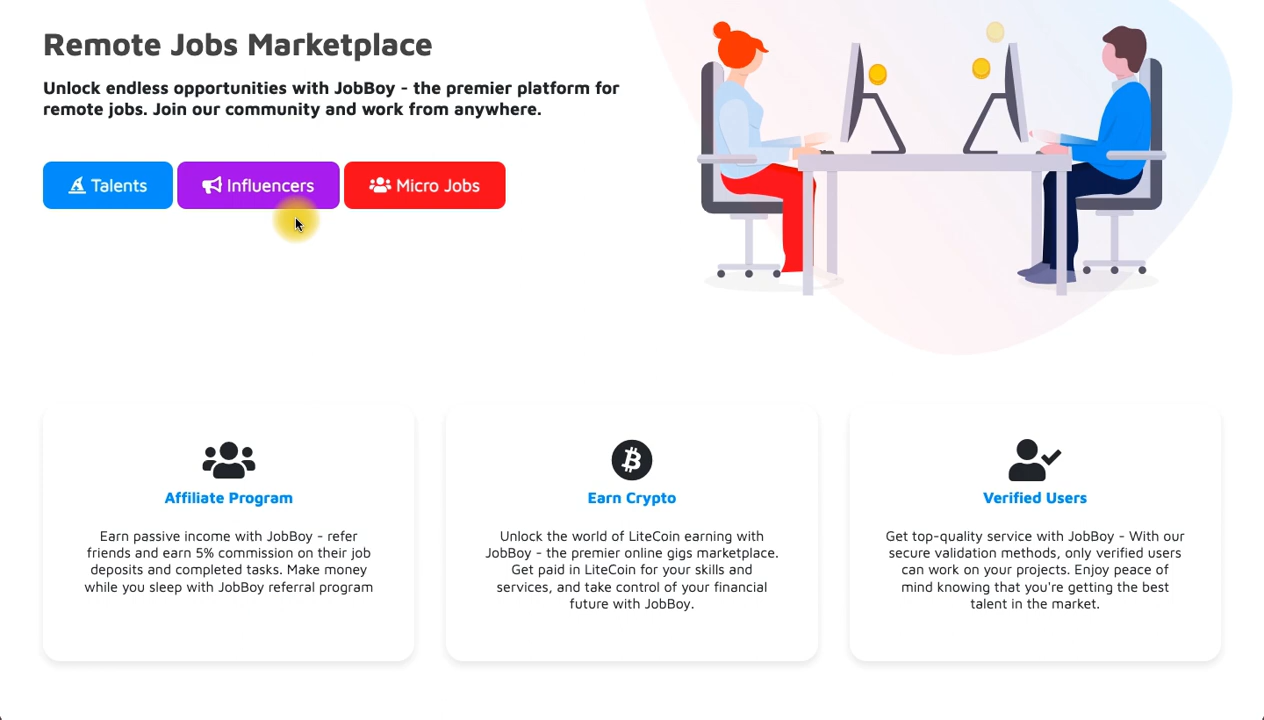 Remote Jobs Marketplace
Unlock endless opportunities with JobBoy - the premier platform for
remote jobs. Join our community and work from anywhere.
Talents
Influencers
Micro Jobs
Affiliate Program
Earn passive income with JobBoy - refer
friends and earn 5% commission on their job
deposits and completed tasks. Make money
while you sleep with JobBoy referral program
Earn Crypto
Unlock the world of LiteCoin earning with
JobBoy - the premier online gigs marketplace.
Get paid in LiteCoin for your skills and
services, and take control of your financial
future with JobBoy.
Verified Users
Get top-quality service with JobBoy - With our
secure validation methods, only verified users
can work on your projects. Enjoy peace of
mind knowing that you're getting the best
talent in the market.